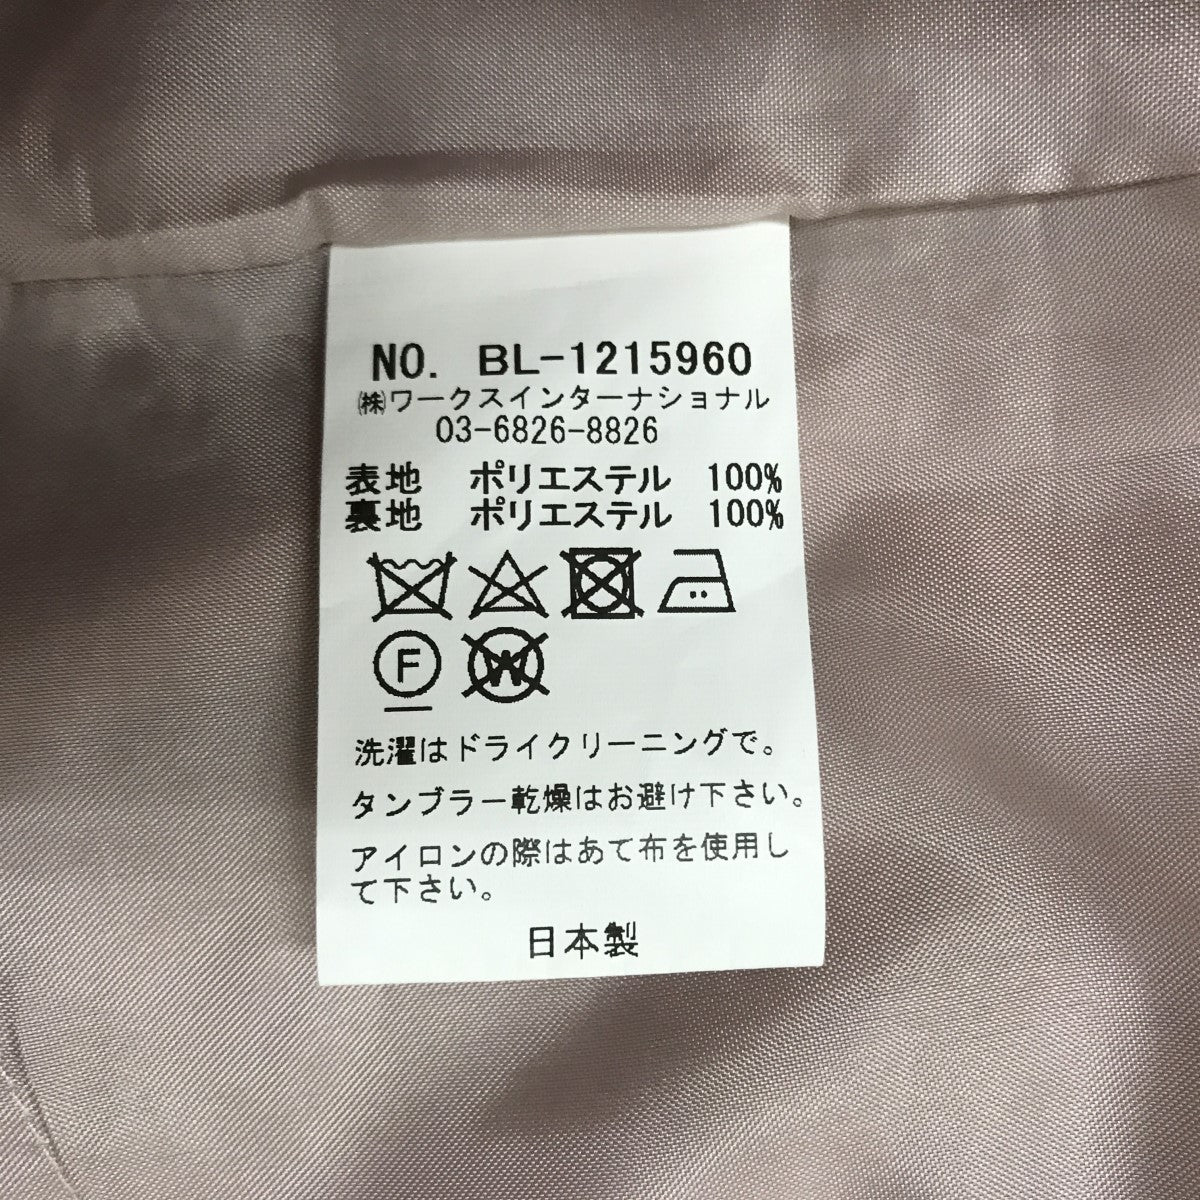 NO. BL-1215960
㈱ワークスインターナショナル
03-6826-8826
表地 ポリエステル 100%
裏地 ポリエステル 100%
F W
洗濯はドライクリーニングで。
タンブラー乾燥はお避け下さい。
アイロンの際はあて布を使用し
て下さい。
日本製